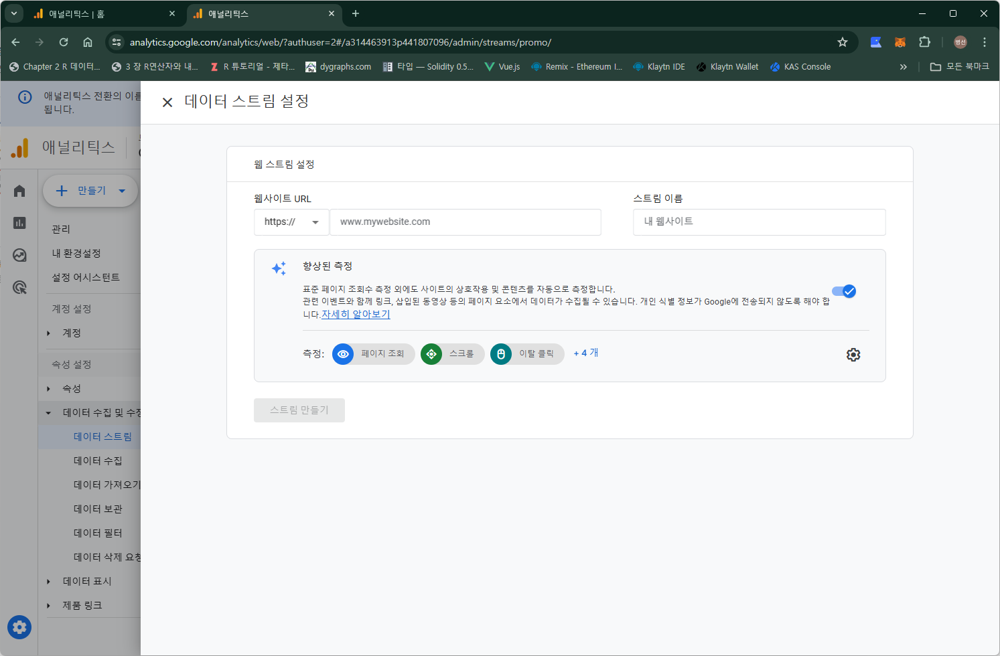 애널리틱스 | 홈
애널리틱스
analytics.google.com/analytics/web/?authuser=2#/a314463913p441807096/admin/streams/promo/
병선
Chapter 2 R 데이터...
3 장 R연산자와 내...
R 튜토리얼 - 제타...
dygraphs.com
타입 — Solidity 0.5...
Vue.js
Remix - Ethereum I...
Klaytn IDE
Klaytn Wallet
KAS Console
모든 북마크
애널리틱스 전환의 이름
됩니다.
애널리틱스
만들기
관리
내 환경설정
설정 어시스턴트
계정 설정
계정
속성 설정
속성
데이터 수집 및 수정
데이터 스트림
데이터 수집
데이터 가져오기
데이터 보관
데이터 필터
데이터 삭제 요청
데이터 표시
제품 링크
데이터 스트림 설정
웹 스트림 설정
웹사이트 URL
스트림 이름
https://
www.mywebsite.com
내 웹사이트
향상된 측정
표준 페이지 조회수 측정 외에도 사이트의 상호작용 및 콘텐츠를 자동으로 측정합니다.
관련 이벤트와 함께 링크, 삽입된 동영상 등의 페이지 요소에서 데이터가 수집될 수 있습니다. 개인 식별 정보가 Google에 전송되지 않도록 해야 합
니다.자세히 알아보기
측정:
페이지 조회
스크롤
이탈 클릭
+ 4 개
스트림 만들기